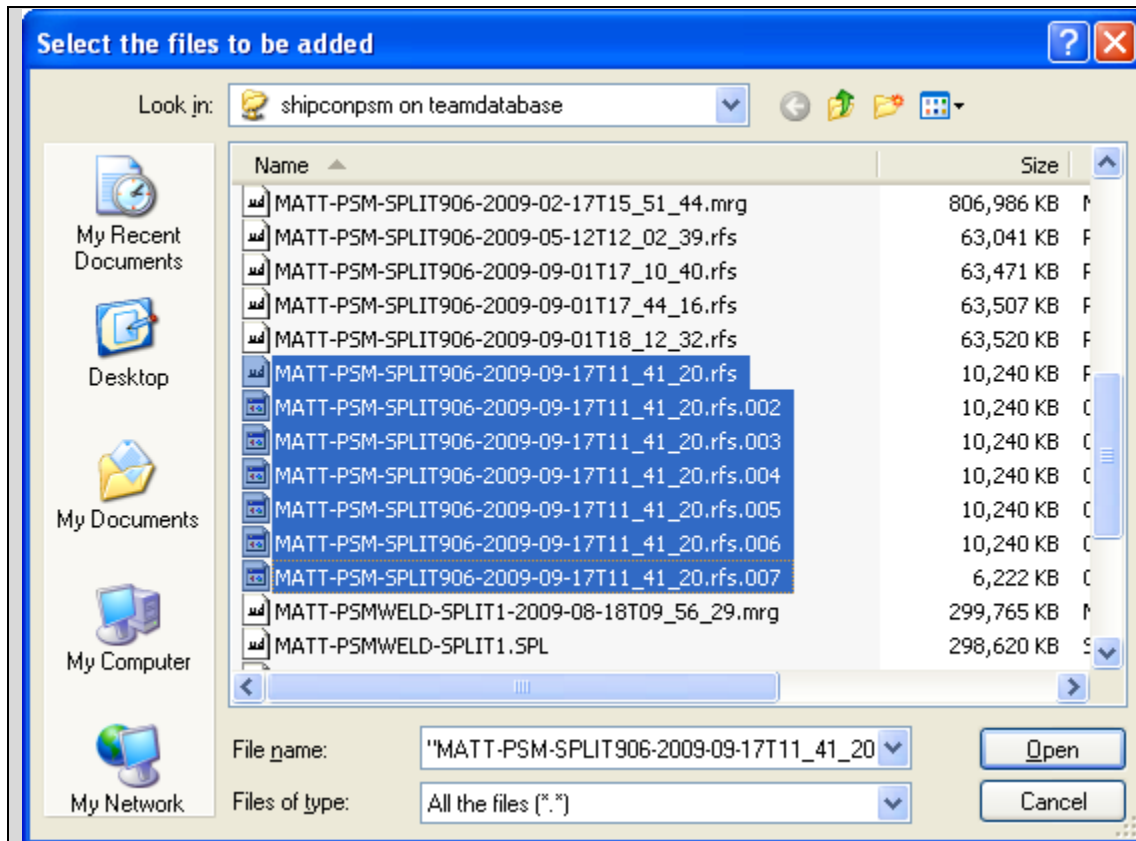 Select the files to be added
Look in: shipconpsm on teamdatabase
My Recent
Documents
Desktop
My Documents
My Computer
My Network
Name Size
MATT-PSM-SPLIT906-2009-02-17T15_51_44.mrg 806,986 KB
MATT-PSM-SPLIT906-2009-05-12T12_02_39.rfs 63,041 KB
MATT-PSM-SPLIT906-2009-09-01T17_10_40.rfs 63,471 KB
MATT-PSM-SPLIT906-2009-09-01T17_44_16.rfs 63,507 KB
MATT-PSM-SPLIT906-2009-09-01T18_12_32.rfs 63,520 KB
MATT-PSM-SPLIT906-2009-09-17T11_41_20.rfs 10,240 KB
MATT-PSM-SPLIT906-2009-09-17T11_41_20.rfs.002 10,240 KB
MATT-PSM-SPLIT906-2009-09-17T11_41_20.rfs.003 10,240 KB
MATT-PSM-SPLIT906-2009-09-17T11_41_20.rfs.004 10,240 KB
MATT-PSM-SPLIT906-2009-09-17T11_41_20.rfs.005 10,240 KB
MATT-PSM-SPLIT906-2009-09-17T11_41_20.rfs.006 10,240 KB
MATT-PSM-SPLIT906-2009-09-17T11_41_20.rfs.007 6,222 KB
MATT-PSMWELD-SPLIT1-2009-08-18T09_56_29.mrg 299,765 KB
MATT-PSMWELD-SPLIT1.SPL 298,620 KB
File name: "MATT-PSM-SPLIT906-2009-09-17T11_41_20 Open
Files of type: All the files (*.*) Cancel